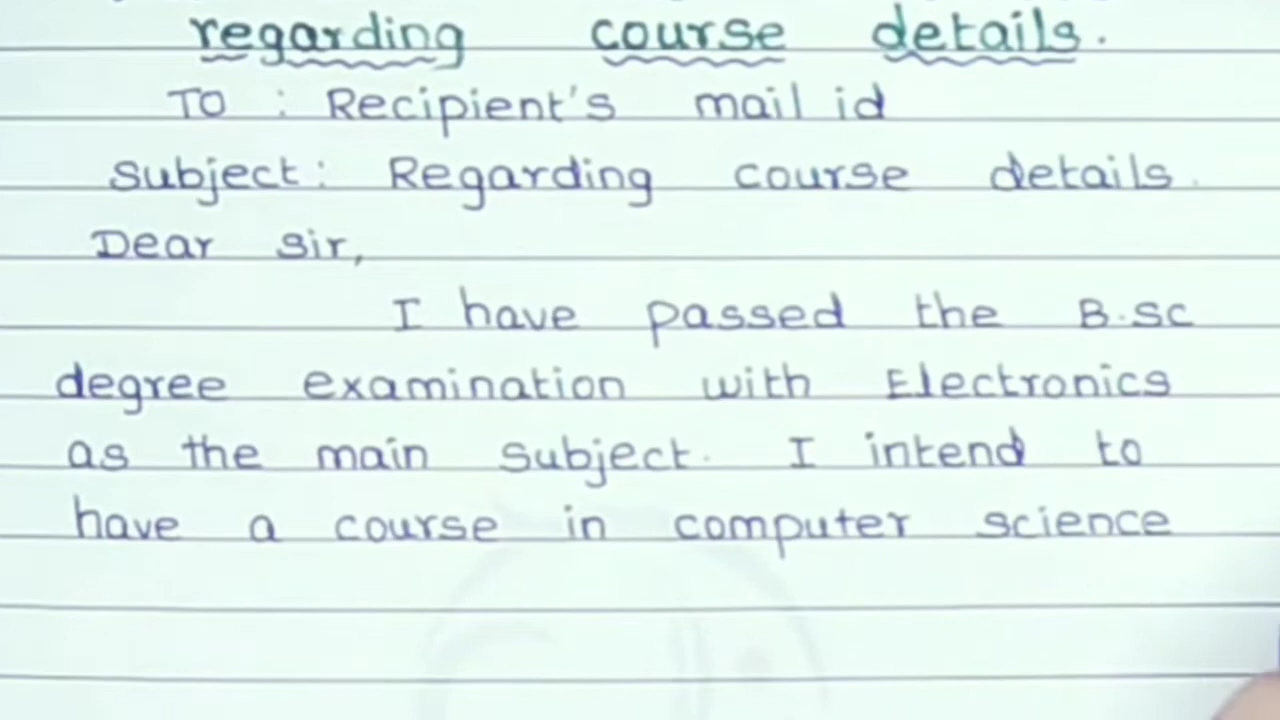 regarding course details.
TO : Recipient's mail id
Subject: Regarding course details.
Dear sir,
I have passed the B.sc
degree examination with Electronics
as the main subject. I intend to
have a course in computer science